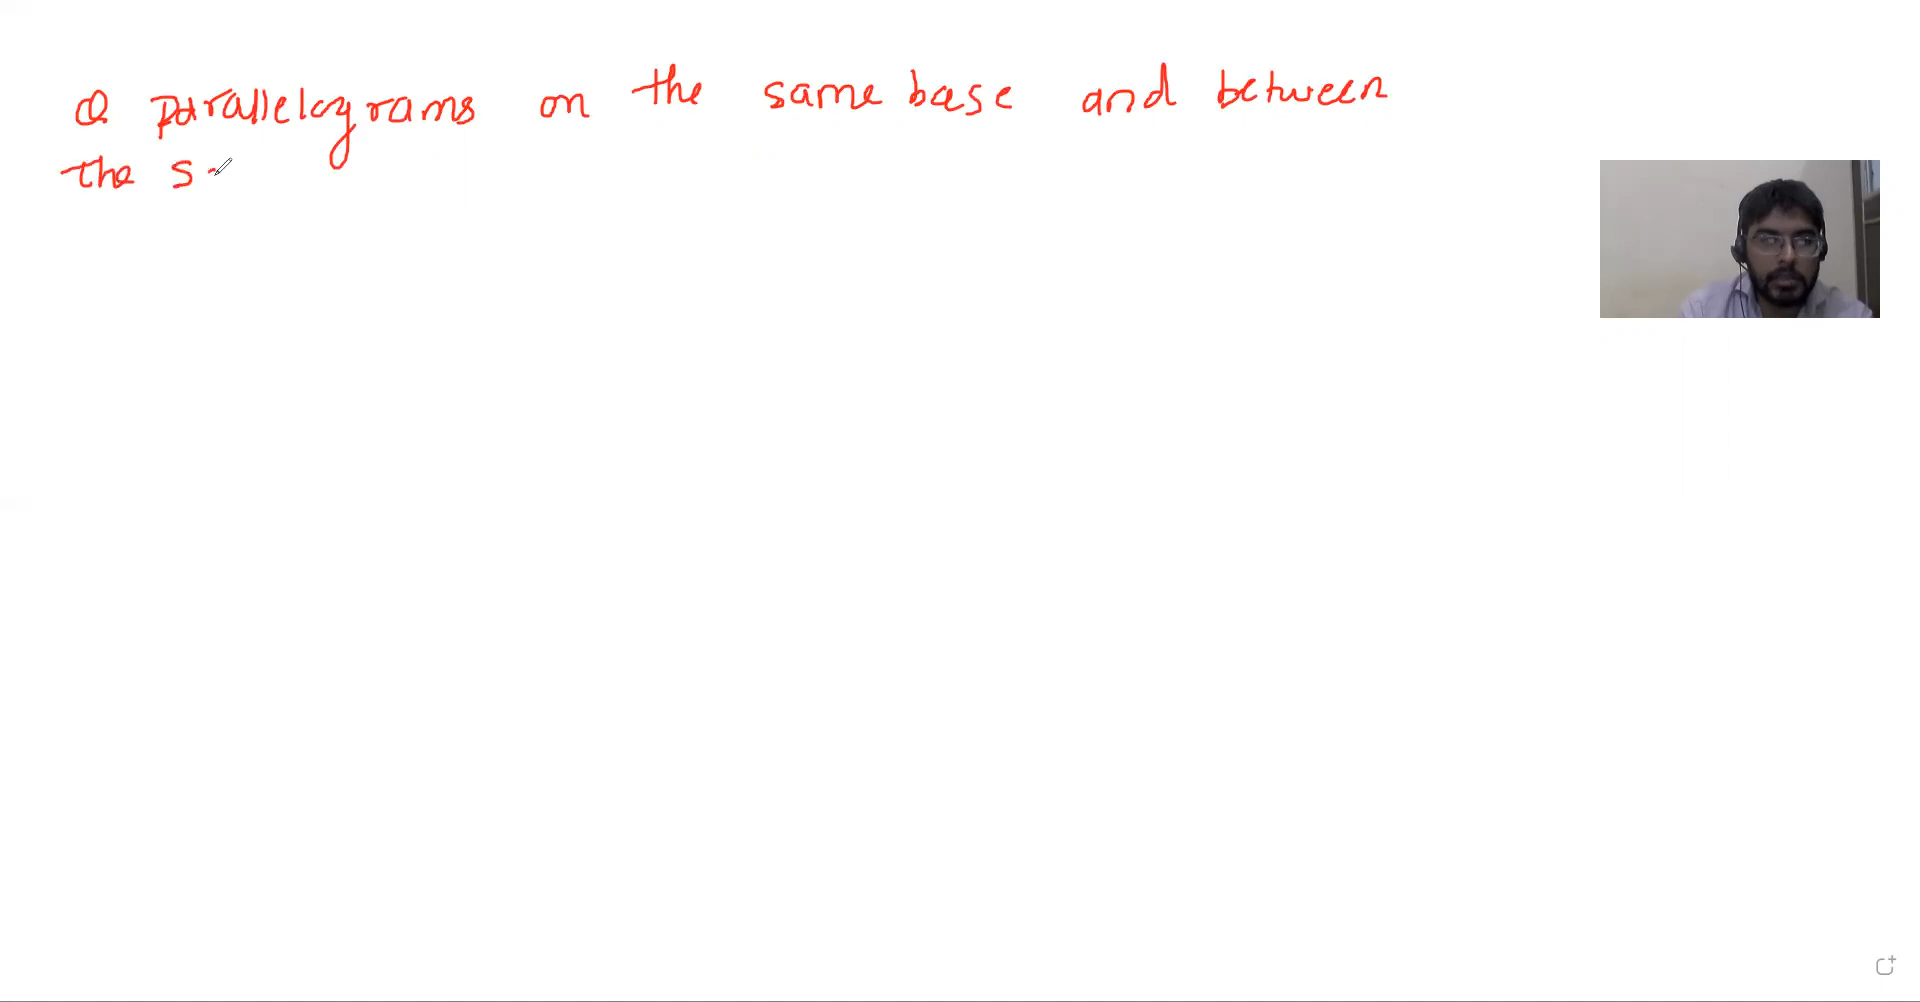 Q Parallelograms on the same base and between
the s